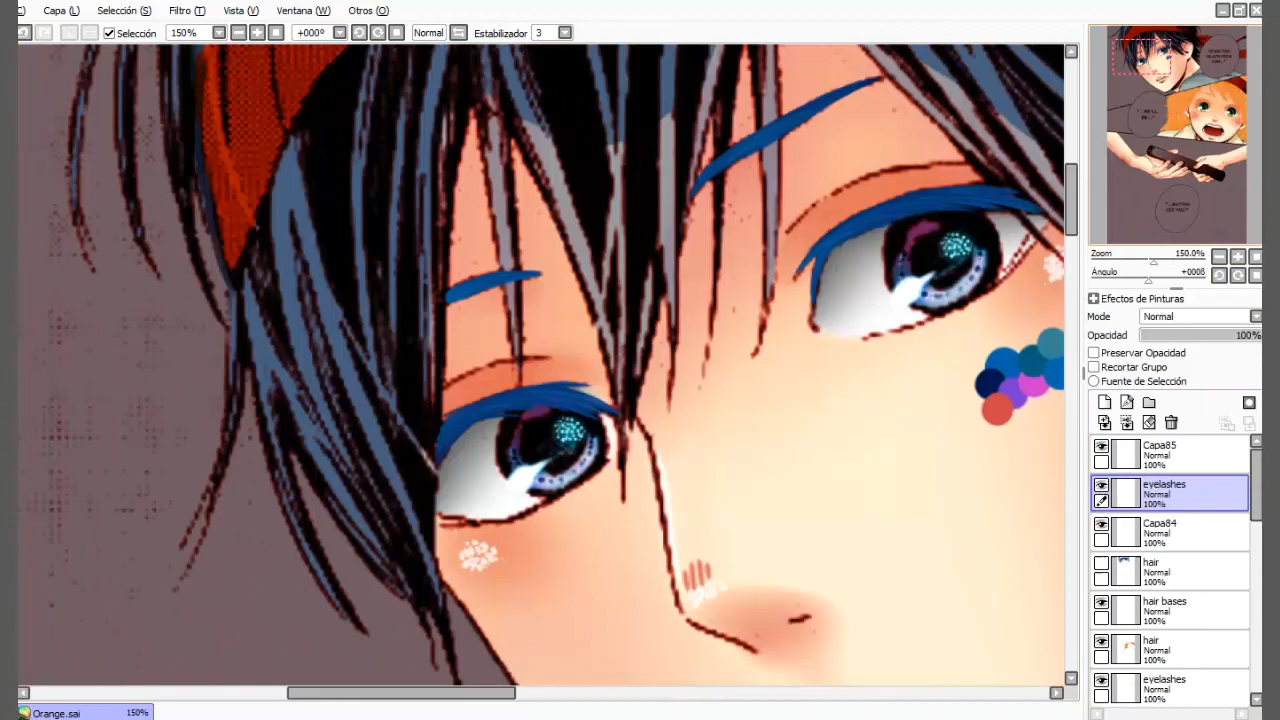 Capa (L) Selección (S) Filtro (T) Vista (V) Ventana (W) Otros (O)
Selección 150% +000º Normal Estabilizador 3
Zoom 150.0%
Ángulo +000ß
Efectos de Pinturas
Mode Normal
Opacidad 100%
Preservar Opacidad
Recortar Grupo
Fuente de Selección
Capa85
Normal
100%
eyelashes
Normal
100%
Capa84
Normal
100%
hair
Normal
100%
hair bases
Normal
100%
hair
Normal
100%
eyelashes
Normal
100%
Orange.sai 150%